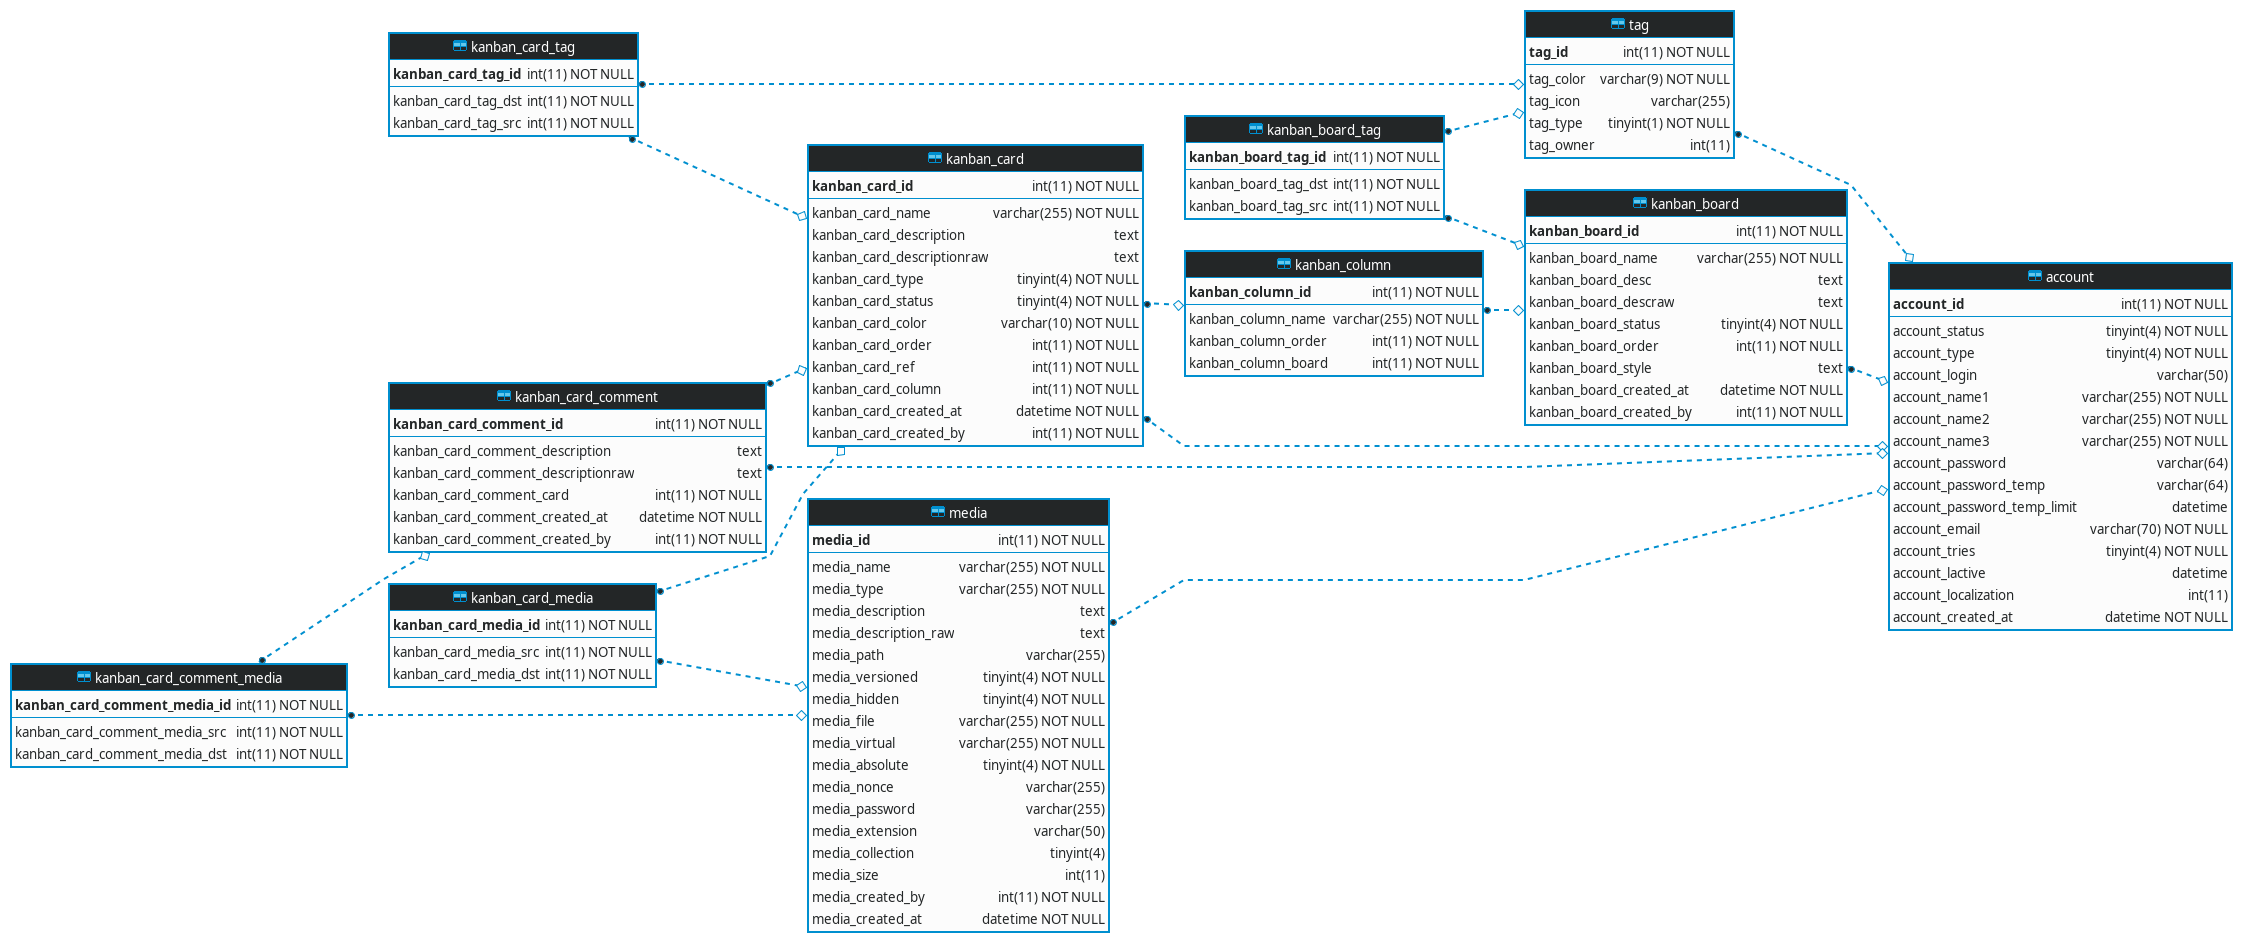 kanban_card_tag
kanban_card_tag_id int(11) NOT NULL
kanban_card_tag_dst int(11) NOT NULL
kanban_card_tag_src int(11) NOT NULL
tag
tag_id int(11) NOT NULL
tag_color varchar(9) NOT NULL
tag_icon varchar(255)
tag_type tinyint(1) NOT NULL
tag_owner int(11)
kanban_board_tag
kanban_board_tag_id int(11) NOT NULL
kanban_board_tag_dst int(11) NOT NULL
kanban_board_tag_src int(11) NOT NULL
kanban_card
kanban_card_id int(11) NOT NULL
kanban_card_name varchar(255) NOT NULL
kanban_card_description text
kanban_card_descriptionraw text
kanban_card_type tinyint(4) NOT NULL
kanban_card_status tinyint(4) NOT NULL
kanban_card_color varchar(10) NOT NULL
kanban_card_order int(11) NOT NULL
kanban_card_ref int(11) NOT NULL
kanban_card_column int(11) NOT NULL
kanban_card_created_at datetime NOT NULL
kanban_card_created_by int(11) NOT NULL
kanban_column
kanban_column_id int(11) NOT NULL
kanban_column_name varchar(255) NOT NULL
kanban_column_order int(11) NOT NULL
kanban_column_board int(11) NOT NULL
kanban_board
kanban_board_id int(11) NOT NULL
kanban_board_name varchar(255) NOT NULL
kanban_board_desc text
kanban_board_descraw text
kanban_board_status tinyint(4) NOT NULL
kanban_board_order int(11) NOT NULL
kanban_board_style text
kanban_board_created_at datetime NOT NULL
kanban_board_created_by int(11) NOT NULL
account
account_id int(11) NOT NULL
account_status tinyint(4) NOT NULL
account_type tinyint(4) NOT NULL
account_login varchar(50)
account_name1 varchar(255) NOT NULL
account_name2 varchar(255) NOT NULL
account_name3 varchar(255) NOT NULL
account_password varchar(64)
account_password_temp varchar(64)
account_password_temp_limit datetime
account_email varchar(70) NOT NULL
account_tries tinyint(4) NOT NULL
account_lactive datetime
account_localization int(11)
account_created_at datetime NOT NULL
kanban_card_comment
kanban_card_comment_id int(11) NOT NULL
kanban_card_comment_description text
kanban_card_comment_descriptionraw text
kanban_card_comment_card int(11) NOT NULL
kanban_card_comment_created_at datetime NOT NULL
kanban_card_comment_created_by int(11) NOT NULL
kanban_card_media
kanban_card_media_id int(11) NOT NULL
kanban_card_media_src int(11) NOT NULL
kanban_card_media_dst int(11) NOT NULL
kanban_card_comment_media
kanban_card_comment_media_id int(11) NOT NULL
kanban_card_comment_media_src int(11) NOT NULL
kanban_card_comment_media_dst int(11) NOT NULL
media
media_id int(11) NOT NULL
media_name varchar(255) NOT NULL
media_type varchar(255) NOT NULL
media_description text
media_description_raw text
media_path varchar(255)
media_versioned tinyint(4) NOT NULL
media_hidden tinyint(4) NOT NULL
media_file varchar(255) NOT NULL
media_virtual varchar(255) NOT NULL
media_absolute tinyint(4) NOT NULL
media_nonce varchar(255)
media_password varchar(255)
media_extension varchar(50)
media_collection tinyint(4)
media_size int(11)
media_created_by int(11) NOT NULL
media_created_at datetime NOT NULL